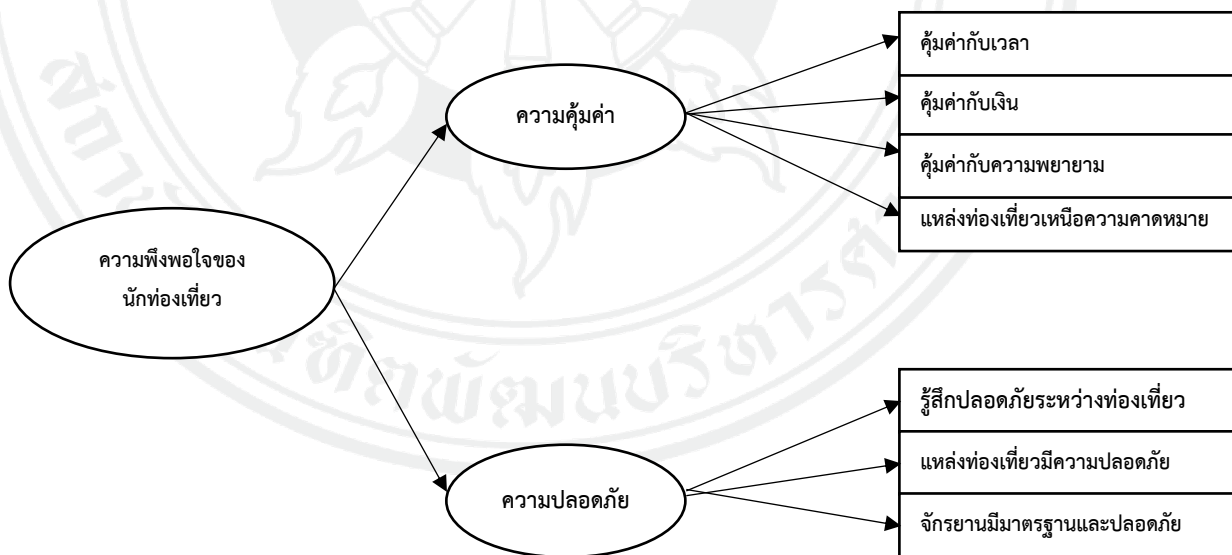 คุ้มค่ากับเวลา
คุ้มค่ากับเงิน
ความคุ้มค่า
คุ้มค่ากับความพยายาม
แหล่งท่องเที่ยวเหนือความคาดหมาย
ความพึงพอใจของ
นักท่องเที่ยว
รู้สึกปลอดภัยระหว่างท่องเที่ยว
แหล่งท่องเที่ยวมีความปลอดภัย
ความปลอดภัย
จักรยานมีมาตรฐานและปลอดภัย